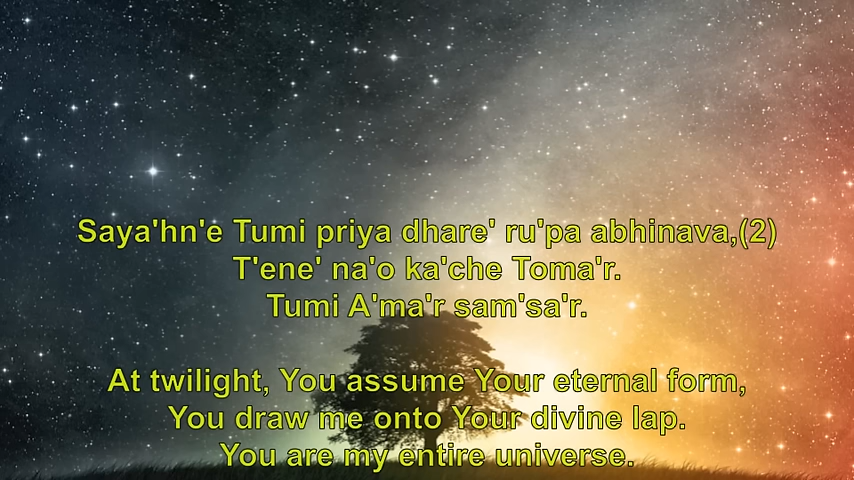 Saya'hn'e Tumi priya dhare' ru'pa abhinava,(2)
T'ene' na'o ka'che Toma'r.
Tumi A'ma'r sam'sa'r.
At twilight, You assume Your eternal form,
You draw me onto Your divine lap.
You are my entire universe.